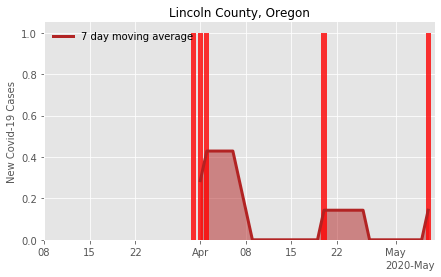 Lincoln County, Oregon
7 day moving average
New Covid-19 Cases
1.0
0.8
0.6
0.4
0.2
0.0
08 15 22 Apr 08 15 22 May
2020-May